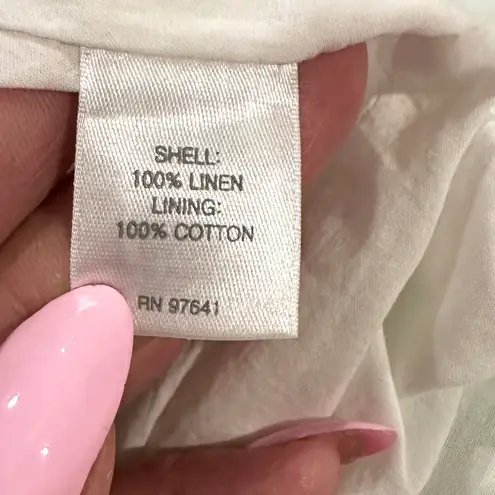 SHELL:
100% LINEN
LINING:
100% COTTON
RN 97641